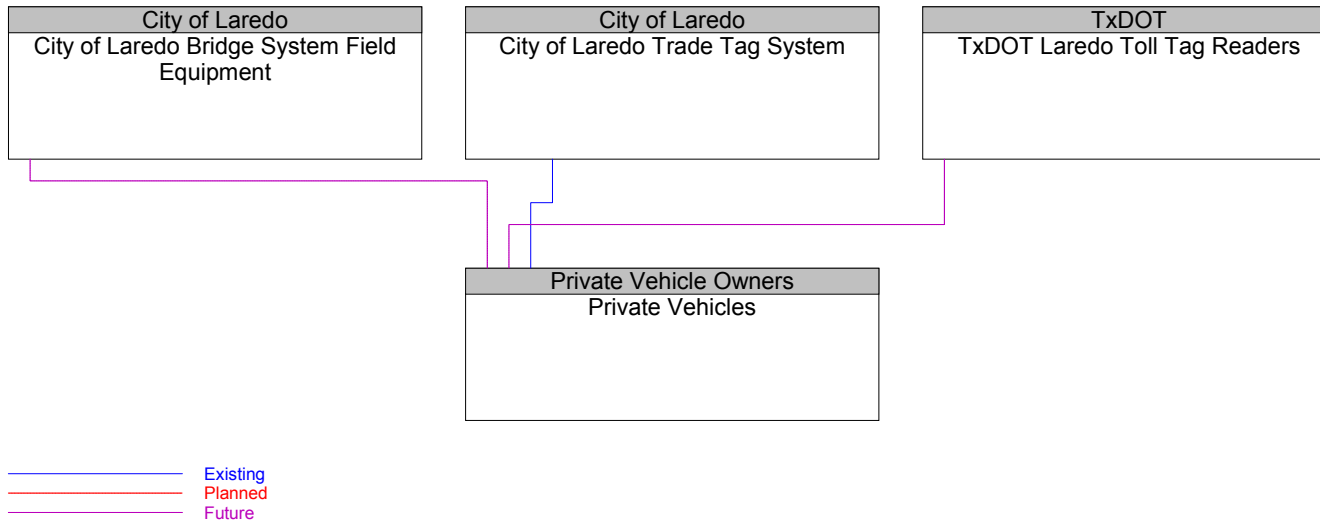 City of Laredo
City of Laredo Bridge System Field
Equipment
City of Laredo
City of Laredo Trade Tag System
TxDOT
TxDOT Laredo Toll Tag Readers
Private Vehicle Owners
Private Vehicles
Existing
Planned
Future